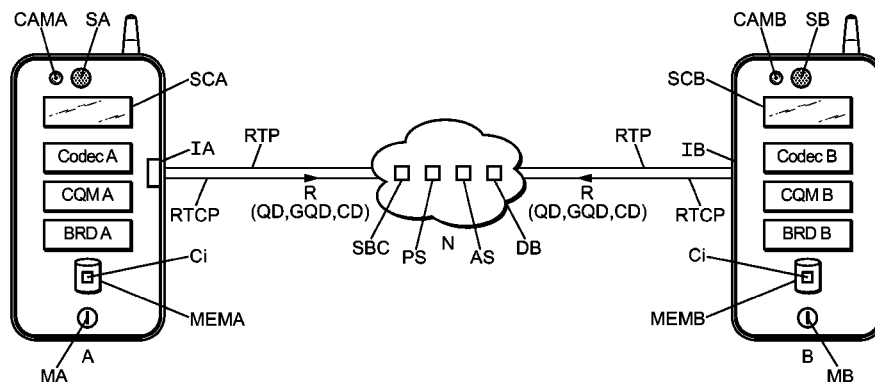 CAMA SA CAMB SB
SCA SCB
RTP IA RTP IB
Codec A Codec B
CQM A CQM B
RTCP R R RTCP
(QD,GQD,CD) (QD,GQD,CD)
BRD A BRD B
SBC PS N AS DB
Ci Ci
MEMA MEMB
A B
MA MB